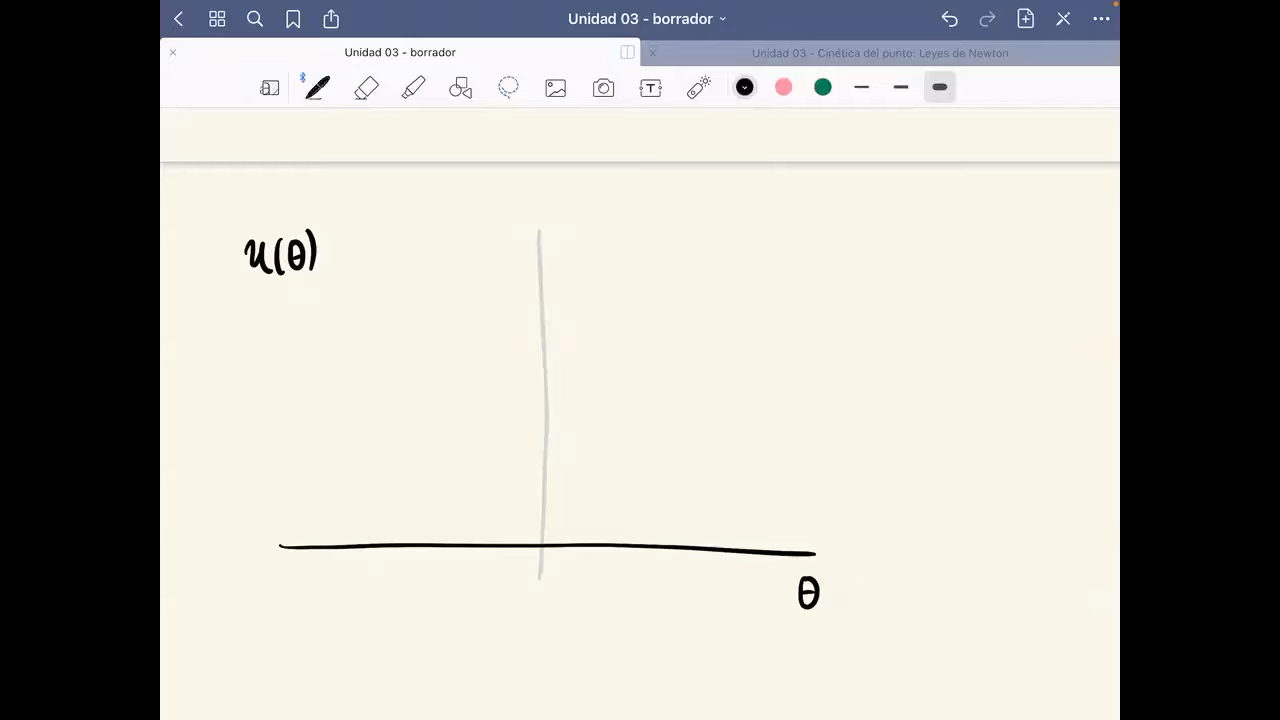 Unidad 03 - borrador
Unidad 03 - borrador
Unidad 03 - Cinética del punto: Leyes de Newton
T
u(θ)
θ